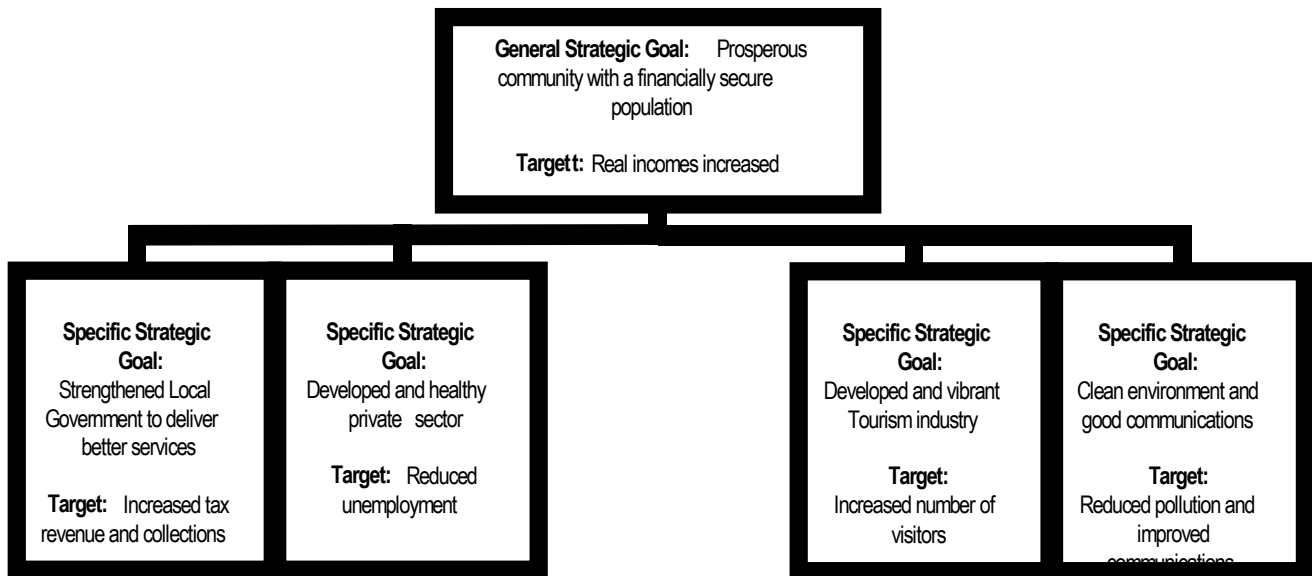 General Strategic Goal: Prosperous
community with a financially secure
population
Targett: Real incomes increased
Specific Strategic
Goal:
Strengthened Local
Government to deliver
better services
Target: Increased tax
revenue and collections
Specific Strategic
Goal:
Developed and healthy
private sector
Target: Reduced
unemployment
Specific Strategic
Goal:
Developed and vibrant
Tourism industry
Target:
Increased number of
visitors
Specific Strategic
Goal:
Clean environment and
good communications
Target:
Reduced pollution and
improved
communications